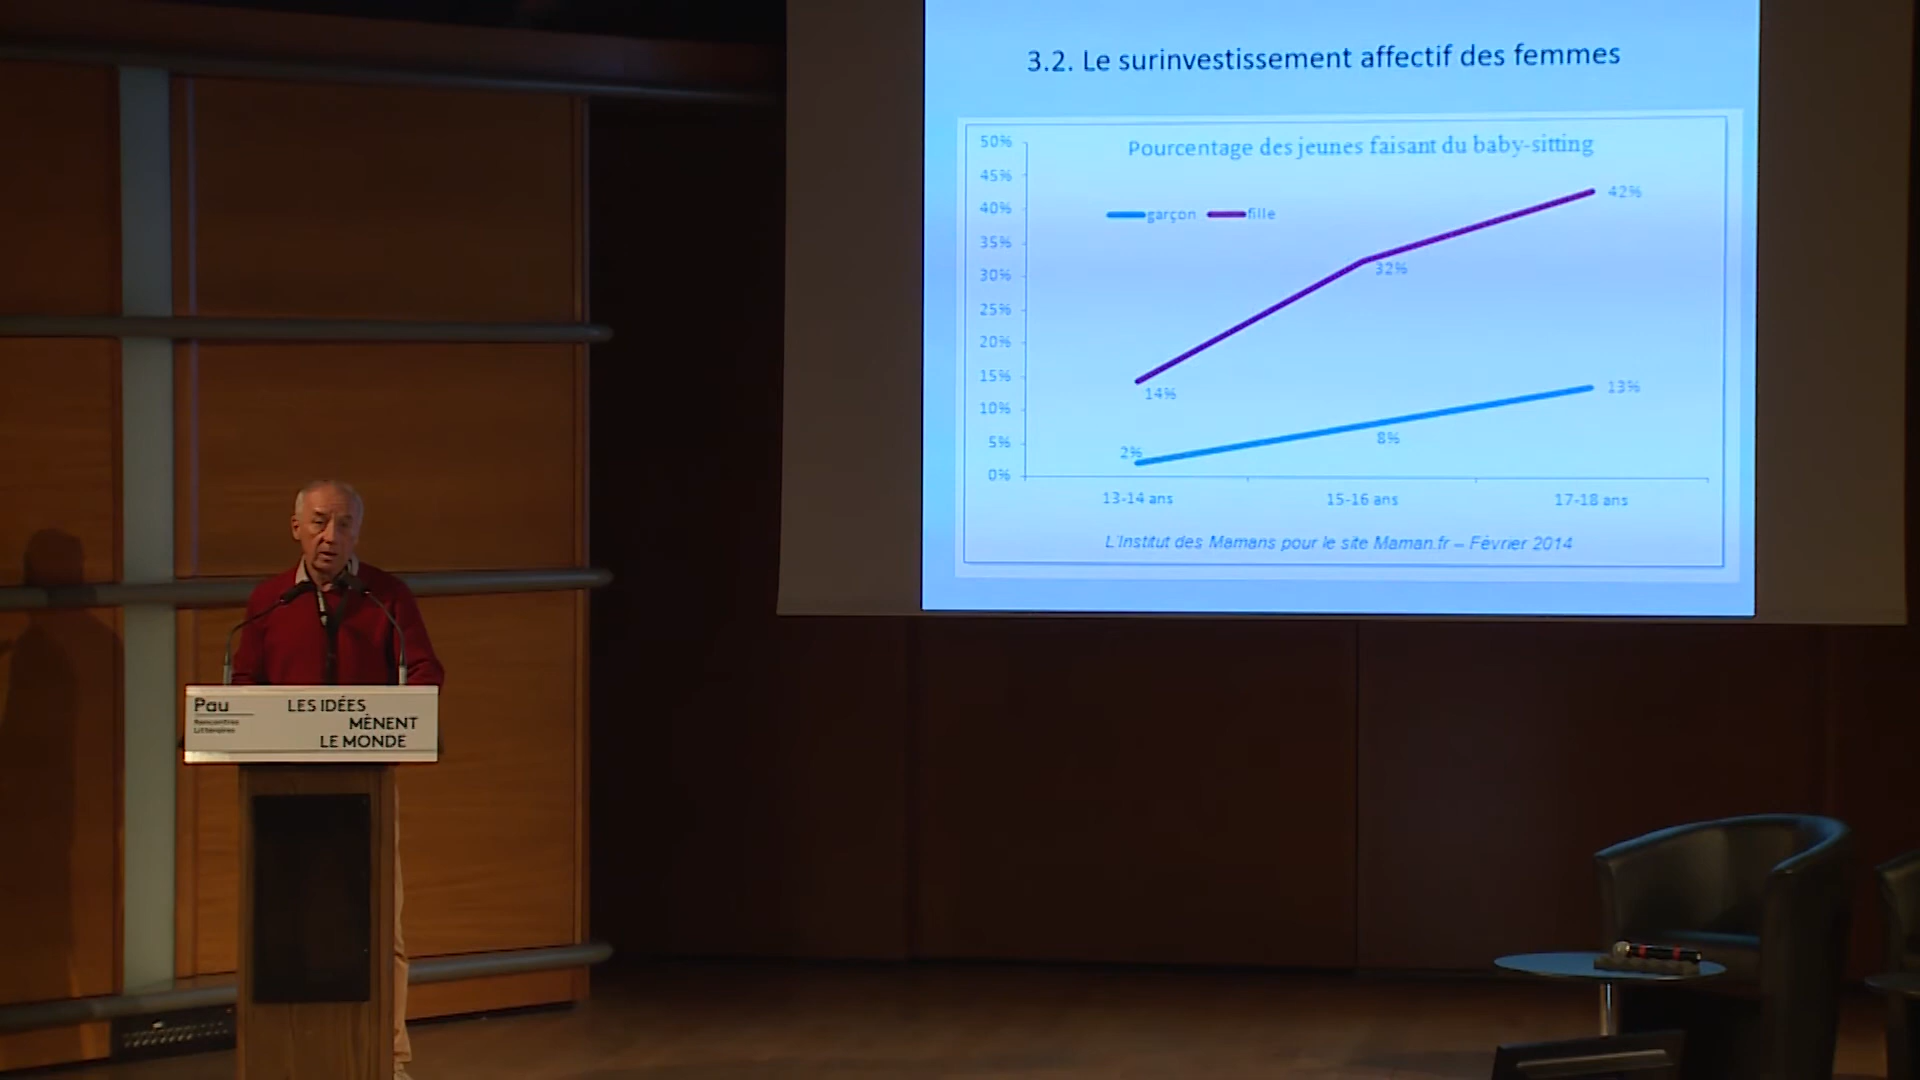 3.2. Le surinvestissement affectif des femmes
Pourcentage des jeunes faisant du baby-sitting
50%
45%
40%
35%
30%
25%
20%
15%
10%
5%
0%
garçon
fille
42%
32%
14%
13%
8%
2%
13-14 ans
15-16 ans
17-18 ans
L'Institut des Mamans pour le site Maman.fr – Février 2014
Pau
Rencontres
Littéraires
LES IDÉES
MÈNENT
LE MONDE